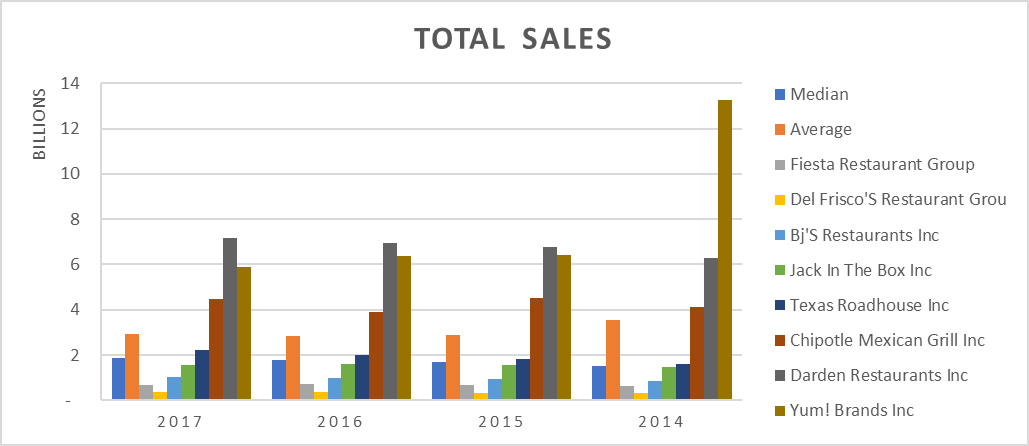 TOTAL SALES
BILLIONS
14
12
10
8
6
4
2
-
2017
2016
2015
2014
Median
Average
Fiesta Restaurant Group
Del Frisco'S Restaurant Grou
Bj'S Restaurants Inc
Jack In The Box Inc
Texas Roadhouse Inc
Chipotle Mexican Grill Inc
Darden Restaurants Inc
Yum! Brands Inc